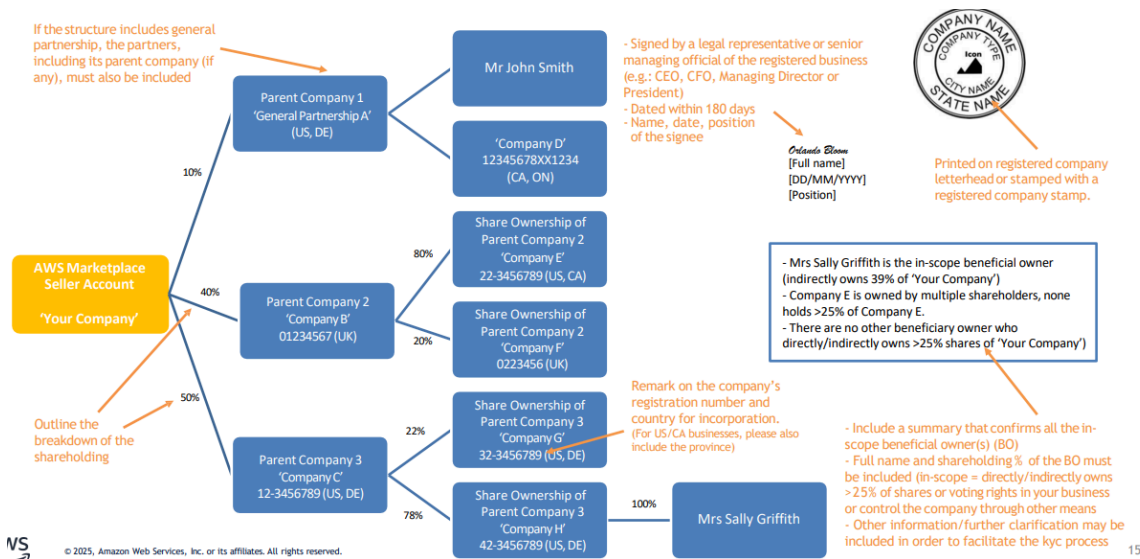 If the structure includes general
partnership, the partners,
including its parent company (if
any), must also be included
Parent Company 1
‘General Partnership A’
(US, DE)
Mr John Smith
‘Company D’
12345678XX1234
(CA, ON)
- Signed by a legal representative or senior
managing official of the registered business
(e.g.: CEO, CFO, Managing Director or
President)
- Dated within 180 days
- Name, date, position
of the signee
Orlando Bloom
[Full name]
[DD/MM/YYYY]
[Position]
COMPANY NAME
COMPANY TYPE
Icon
CITY NAME
STATE NAME
Printed on registered company
letterhead or stamped with a
registered company stamp.
10%
AWS Marketplace
Seller Account
‘Your Company’
40%
50%
Parent Company 2
‘Company B’
01234567 (UK)
80%
20%
Share Ownership of
Parent Company 2
‘Company E’
22-3456789 (US, CA)
Share Ownership of
Parent Company 2
‘Company F’
0223456 (UK)
- Mrs Sally Griffith is the in-scope beneficial owner
(indirectly owns 39% of ‘Your Company’)
- Company E is owned by multiple shareholders, none
holds >25% of Company E.
- There are no other beneficiary owner who
directly/indirectly owns >25% shares of ‘Your Company’)
Outline the
breakdown of the
shareholding
Parent Company 3
‘Company C’
12-3456789 (US, DE)
22%
78%
Share Ownership of
Parent Company 3
‘Company G’
32-3456789 (US, DE)
Share Ownership of
Parent Company 3
‘Company H’
42-3456789 (US, DE)
Remark on the company’s
registration number and
country for incorporation.
(For US/CA businesses, please also
include the province)
100%
Mrs Sally Griffith
- Include a summary that confirms all the in-
scope beneficial owner(s) (BO)
- Full name and shareholding % of the BO must
be included (in-scope = directly/indirectly owns
>25% of shares or voting rights in your business
or control the company through other means
- Other information/further clarification may be
included in order to facilitate the kyc process
WS
© 2025, Amazon Web Services, Inc. or its affiliates. All rights reserved.
15